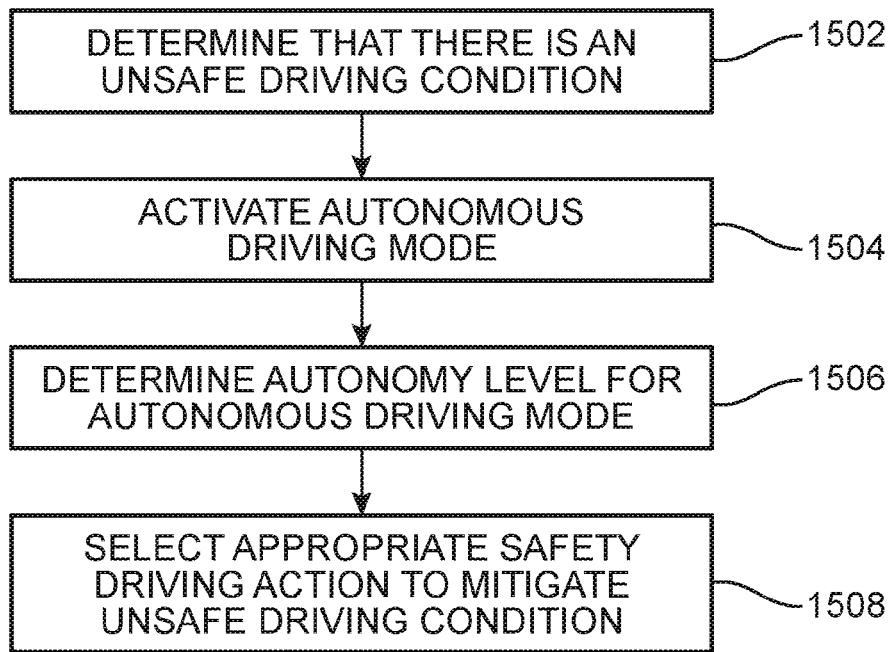 DETERMINE THAT THERE IS AN
UNSAFE DRIVING CONDITION
1502
ACTIVATE AUTONOMOUS
DRIVING MODE
1504
DETERMINE AUTONOMY LEVEL FOR
AUTONOMOUS DRIVING MODE
1506
SELECT APPROPRIATE SAFETY
DRIVING ACTION TO MITIGATE
UNSAFE DRIVING CONDITION
1508